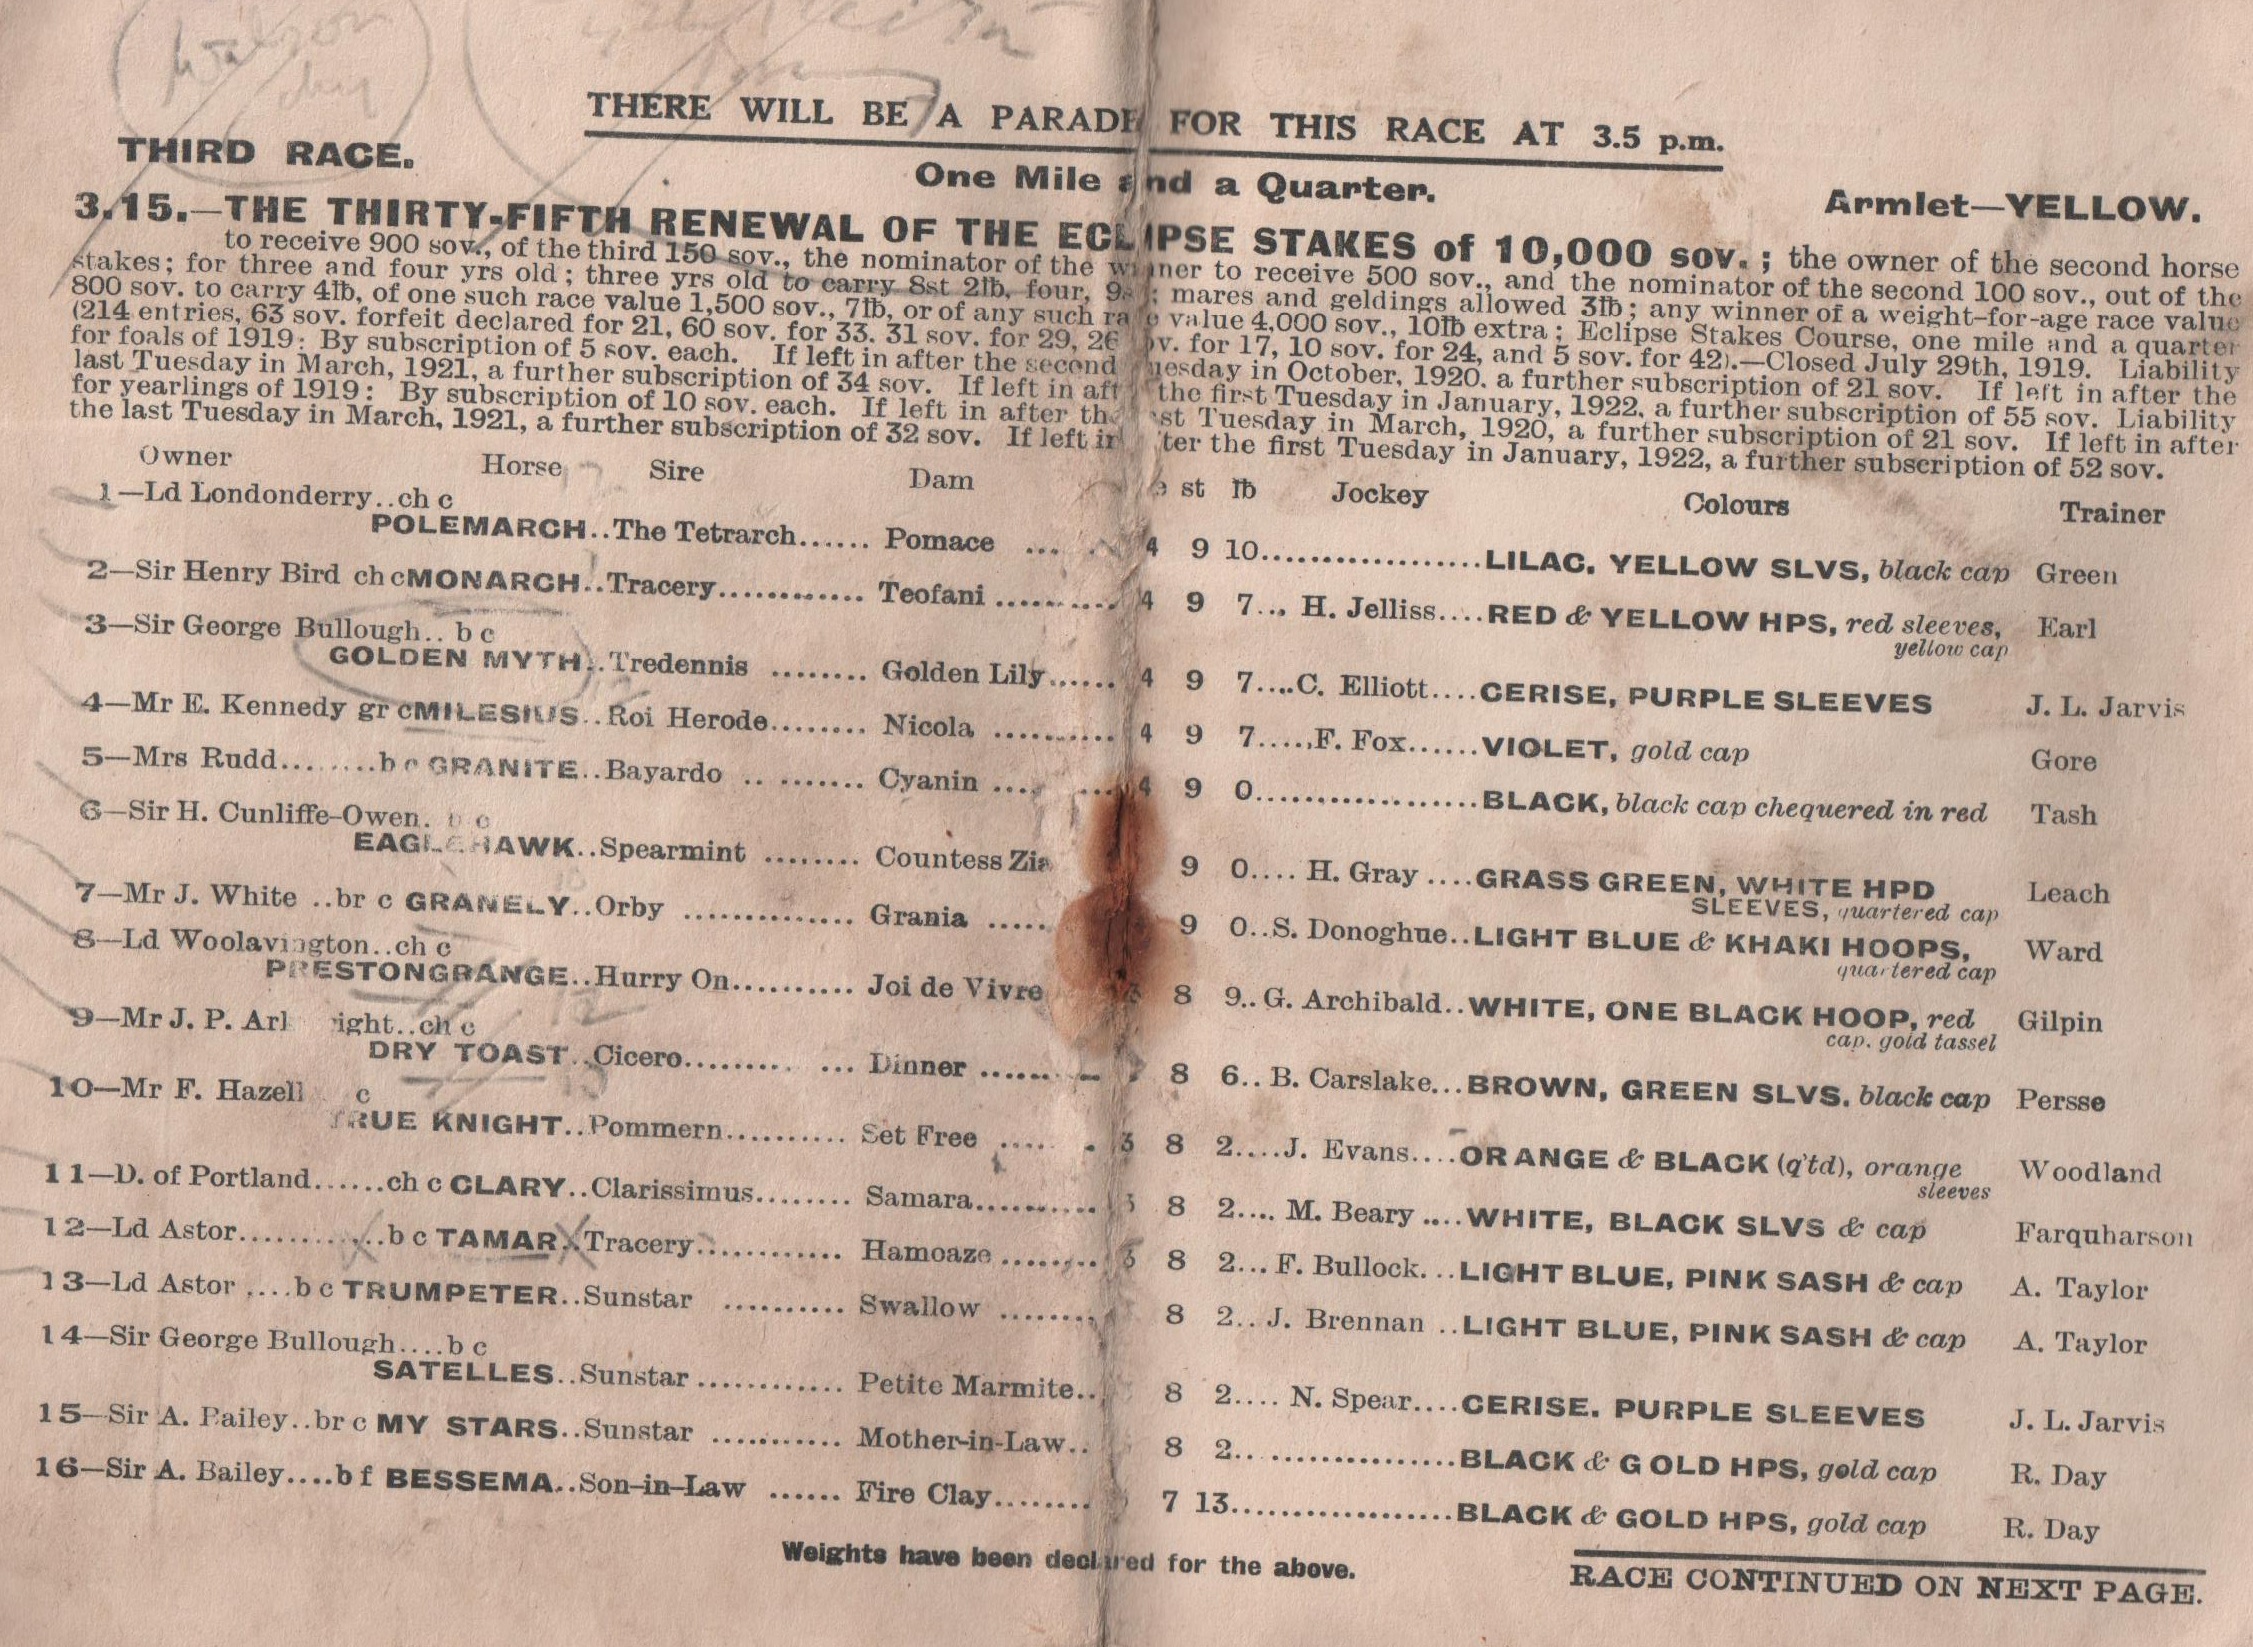 THERE WILL BE A PARADE FOR THIS RACE AT 3.5 p.m.
THIRD RACE.
One Mile and a Quarter.
Armlet—YELLOW.
3.15.—THE THIRTY-FIFTH RENEWAL OF THE ECLIPSE STAKES of 10,000 sov. ; the owner of the second horse
to receive 900 sov., of the third 150 sov., the nominator of the winner to receive 500 sov., and the nominator of the second 100 sov., out of the
stakes ; for three and four yrs old ; three yrs old to carry 8st 2lb, four, 9st ; mares and geldings allowed 3lb ; any winner of a weight-for-age race value
800 sov. to carry 4lb, of one such race value 1,500 sov., 7lb, or of any such race value 4,000 sov., 10lb extra ; Eclipse Stakes Course, one mile and a quarter
(214 entries, 63 sov. forfeit declared for 21, 60 sov. for 33. 31 sov. for 29, 26 sov. for 17, 10 sov. for 24, and 5 sov. for 42).—Closed July 29th, 1919. Liability
for foals of 1919: By subscription of 5 sov. each. If left in after the second Tuesday in October, 1920. a further subscription of 21 sov. If left in after the
last Tuesday in March, 1921, a further subscription of 34 sov. If left in after the first Tuesday in January, 1922, a further subscription of 55 sov. Liability
for yearlings of 1919: By subscription of 10 sov. each. If left in after the last Tuesday in March, 1920, a further subscription of 21 sov. If left in after
the last Tuesday in March, 1921, a further subscription of 32 sov. If left in after the first Tuesday in January, 1922, a further subscription of 52 sov.
Owner Horse Sire Dam st lb Jockey Colours Trainer
1—Ld Londonderry..ch c
POLEMARCH..The Tetrarch...... Pomace ... 4 9 10..................LILAC, YELLOW SLVS, black cap Green
2—Sir Henry Bird ch c MONARCH..Tracery............ Teofani .......... 4 9 7... H. Jelliss....RED & YELLOW HPS, red sleeves, Earl
yellow cap
3—Sir George Bullough.. b c
GOLDEN MYTH..Tredennis ........ Golden Lily...... 4 9 7....C. Elliott....CERISE, PURPLE SLEEVES J. L. Jarvis
4—Mr E. Kennedy gr c MILESIUS..Roi Herode........ Nicola .......... 4 9 7.....F. Fox......VIOLET, gold cap Gore
5—Mrs Rudd........b c GRANITE..Bayardo .. ........ Cyanin .... .... 4 9 0..................BLACK, black cap chequered in red Tash
6—Sir H. Cunliffe-Owen. b c
EAGLEHAWK..Spearmint ........ Countess Zia 9 0.... H. Gray ....GRASS GREEN, WHITE HPD Leach
SLEEVES, quartered cap
7—Mr J. White ..br c GRANELY..Orby .............. Grania ..... 9 0..S. Donoghue..LIGHT BLUE & KHAKI HOOPS, Ward
quartered cap
8—Ld Woolavington..ch c
PRESTONGRANGE..Hurry On.......... Joi de Vivre 3 8 9.. G. Archibald..WHITE, ONE BLACK HOOP, red Gilpin
cap, gold tassel
9—Mr J. P. Arkwright..ch c
DRY TOAST..Cicero......... ... Dinner ...... 8 6.. B. Carslake...BROWN, GREEN SLVS, black cap Persse
10—Mr F. Hazell c
TRUE KNIGHT..Pommern.......... Set Free ..... 3 8 2....J. Evans....ORANGE & BLACK (q'td), orange Woodland
sleeves
11—D. of Portland......ch c CLARY..Clarissimus........ Samara.......... 3 8 2.... M. Beary ....WHITE, BLACK SLVS & cap Farquharson
12—Ld Astor............b c TAMAR..Tracery............ Hamoaze ........ 3 8 2... F. Bullock...LIGHT BLUE, PINK SASH & cap A. Taylor
13—Ld Astor ....b c TRUMPETER..Sunstar .......... Swallow ........ 8 2.. J. Brennan ..LIGHT BLUE, PINK SASH & cap A. Taylor
14—Sir George Bullough....b c
SATELLES..Sunstar ............ Petite Marmite.. 8 2.... N. Spear....CERISE. PURPLE SLEEVES J. L. Jarvis
15—Sir A. Bailey..br c MY STARS..Sunstar ........... Mother-in-Law.. 8 2..................BLACK & GOLD HPS, gold cap R. Day
16—Sir A. Bailey....b f BESSEMA..Son-in-Law ...... Fire Clay........ 7 13..................BLACK & GOLD HPS, gold cap R. Day
Weights have been declared for the above.
RACE CONTINUED ON NEXT PAGE.